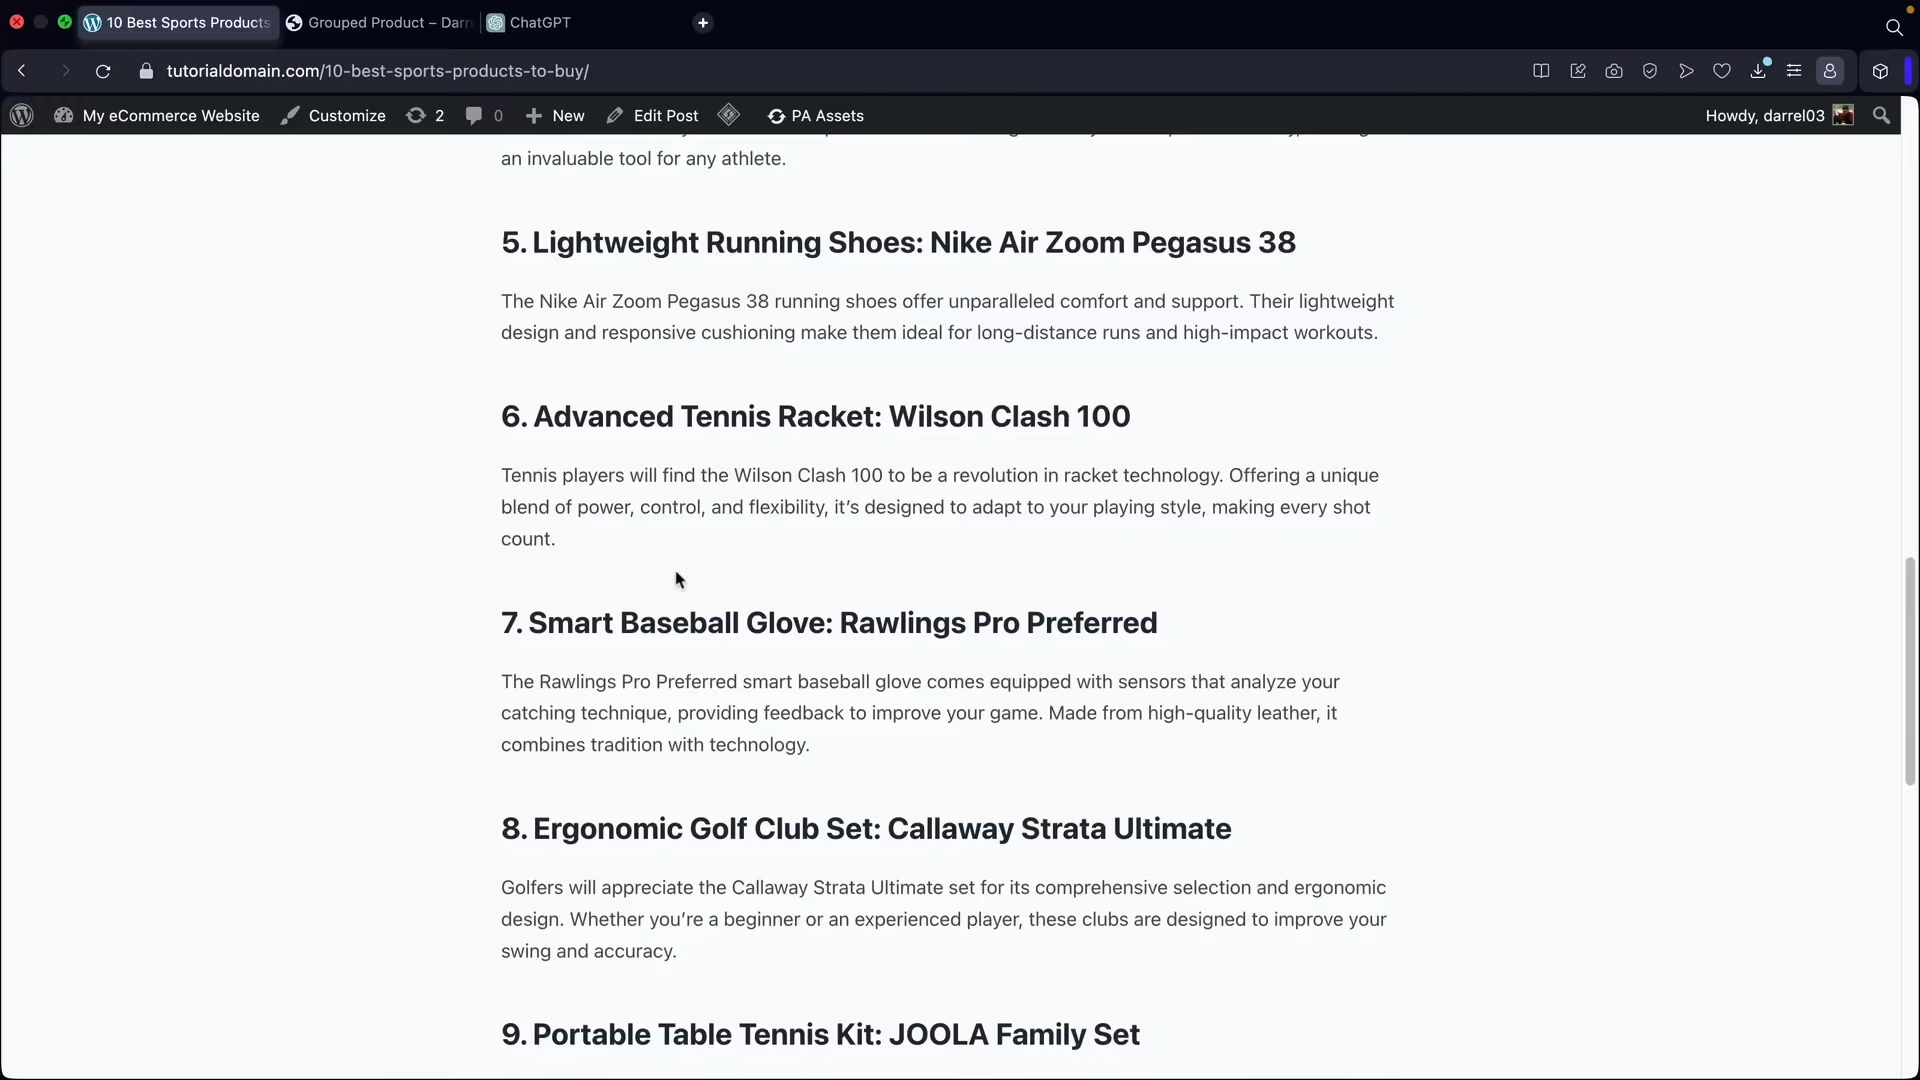 10 Best Sports Products
Grouped Product – Darre
ChatGPT
tutorialdomain.com/10-best-sports-products-to-buy/
My eCommerce Website
Customize
2
0
New
Edit Post
PA Assets
Howdy, darrel03
an invaluable tool for any athlete.
5. Lightweight Running Shoes: Nike Air Zoom Pegasus 38
The Nike Air Zoom Pegasus 38 running shoes offer unparalleled comfort and support. Their lightweight
design and responsive cushioning make them ideal for long-distance runs and high-impact workouts.
6. Advanced Tennis Racket: Wilson Clash 100
Tennis players will find the Wilson Clash 100 to be a revolution in racket technology. Offering a unique
blend of power, control, and flexibility, it’s designed to adapt to your playing style, making every shot
count.
7. Smart Baseball Glove: Rawlings Pro Preferred
The Rawlings Pro Preferred smart baseball glove comes equipped with sensors that analyze your
catching technique, providing feedback to improve your game. Made from high-quality leather, it
combines tradition with technology.
8. Ergonomic Golf Club Set: Callaway Strata Ultimate
Golfers will appreciate the Callaway Strata Ultimate set for its comprehensive selection and ergonomic
design. Whether you’re a beginner or an experienced player, these clubs are designed to improve your
swing and accuracy.
9. Portable Table Tennis Kit: JOOLA Family Set